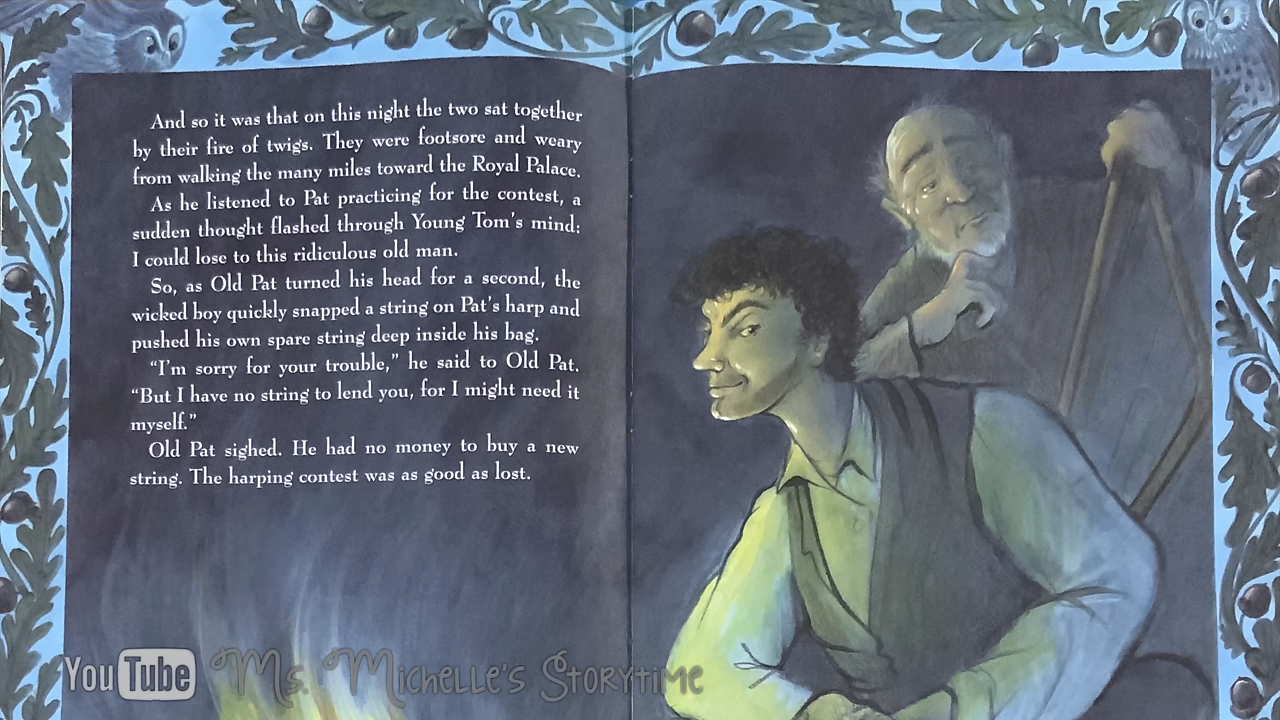 And so it was that on this night the two sat together
by their fire of twigs. They were footsore and weary
from walking the many miles toward the Royal Palace.
As he listened to Pat practicing for the contest, a
sudden thought flashed through Young Tom's mind:
I could lose to this ridiculous old man.
So, as Old Pat turned his head for a second, the
wicked boy quickly snapped a string on Pat's harp and
pushed his own spare string deep inside his bag.
"I'm sorry for your trouble," he said to Old Pat.
"But I have no string to lend you, for I might need it
myself."
Old Pat sighed. He had no money to buy a new
string. The harping contest was as good as lost.
YouTube Ms. Michelle's Storytime